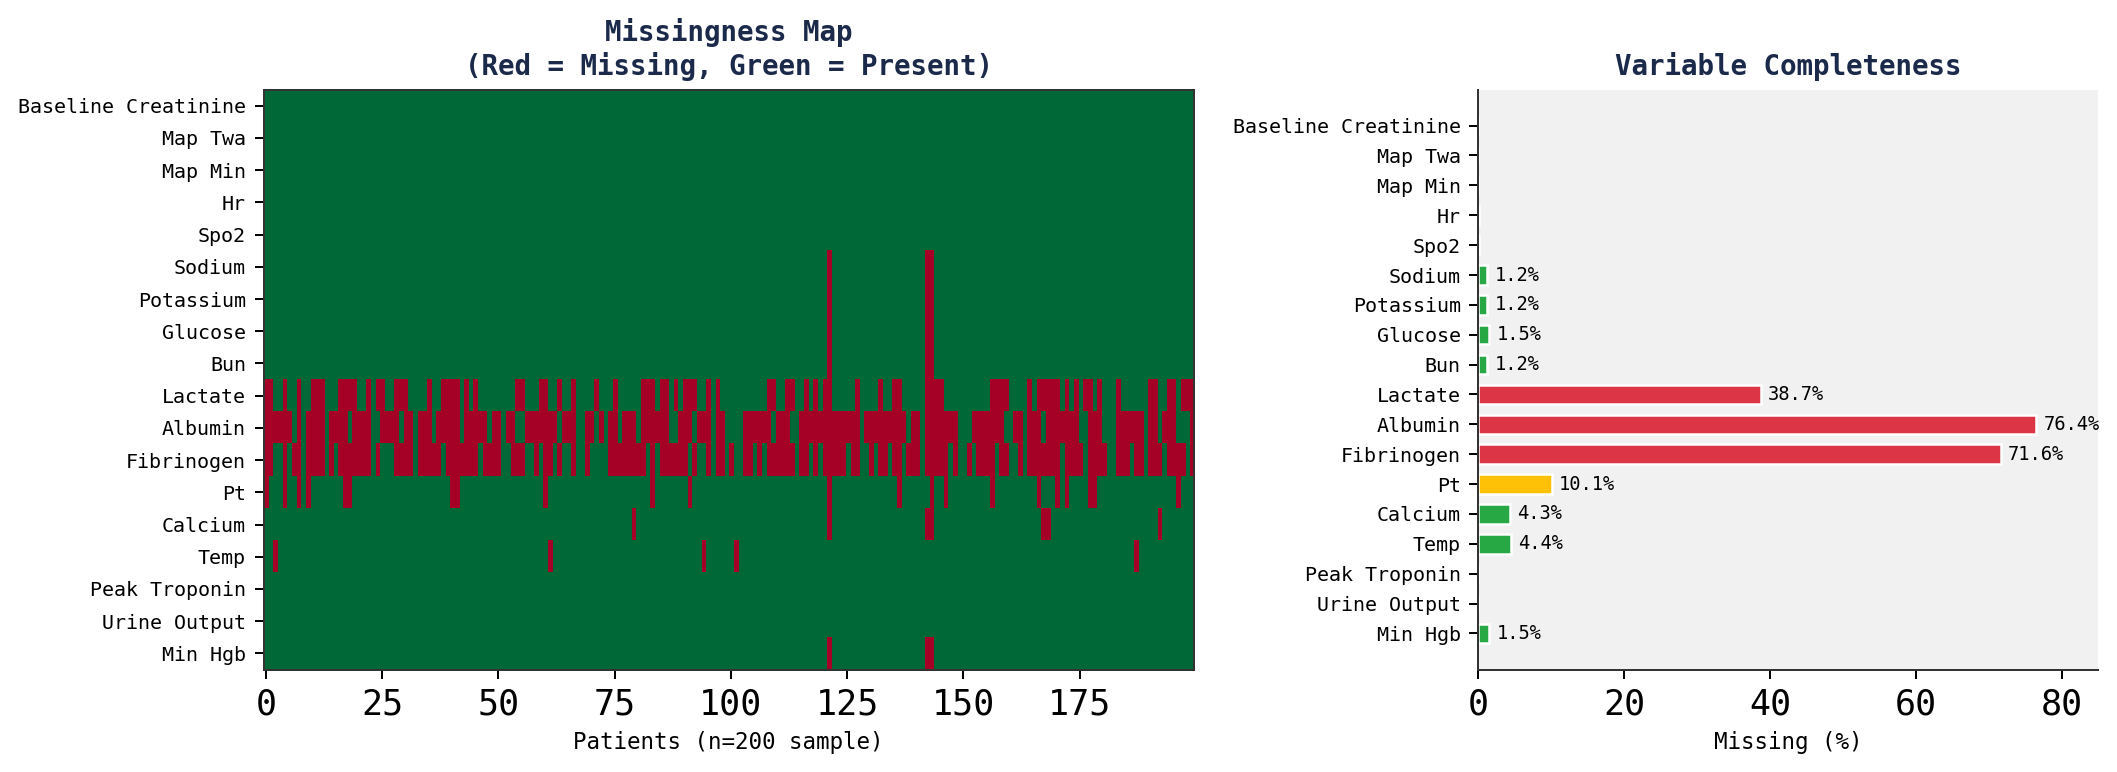 Missingness Map
(Red = Missing, Green = Present)
Baseline Creatinine
Map Twa
Map Min
Hr
Spo2
Sodium
Potassium
Glucose
Bun
Lactate
Albumin
Fibrinogen
Pt
Calcium
Temp
Peak Troponin
Urine Output
Min Hgb
0 25 50 75 100 125 150 175
Patients (n=200 sample)
Variable Completeness
Baseline Creatinine
Map Twa
Map Min
Hr
Spo2
Sodium 1.2%
Potassium 1.2%
Glucose 1.5%
Bun 1.2%
Lactate 38.7%
Albumin 76.4%
Fibrinogen 71.6%
Pt 10.1%
Calcium 4.3%
Temp 4.4%
Peak Troponin
Urine Output
Min Hgb 1.5%
0 20 40 60 80
Missing (%)